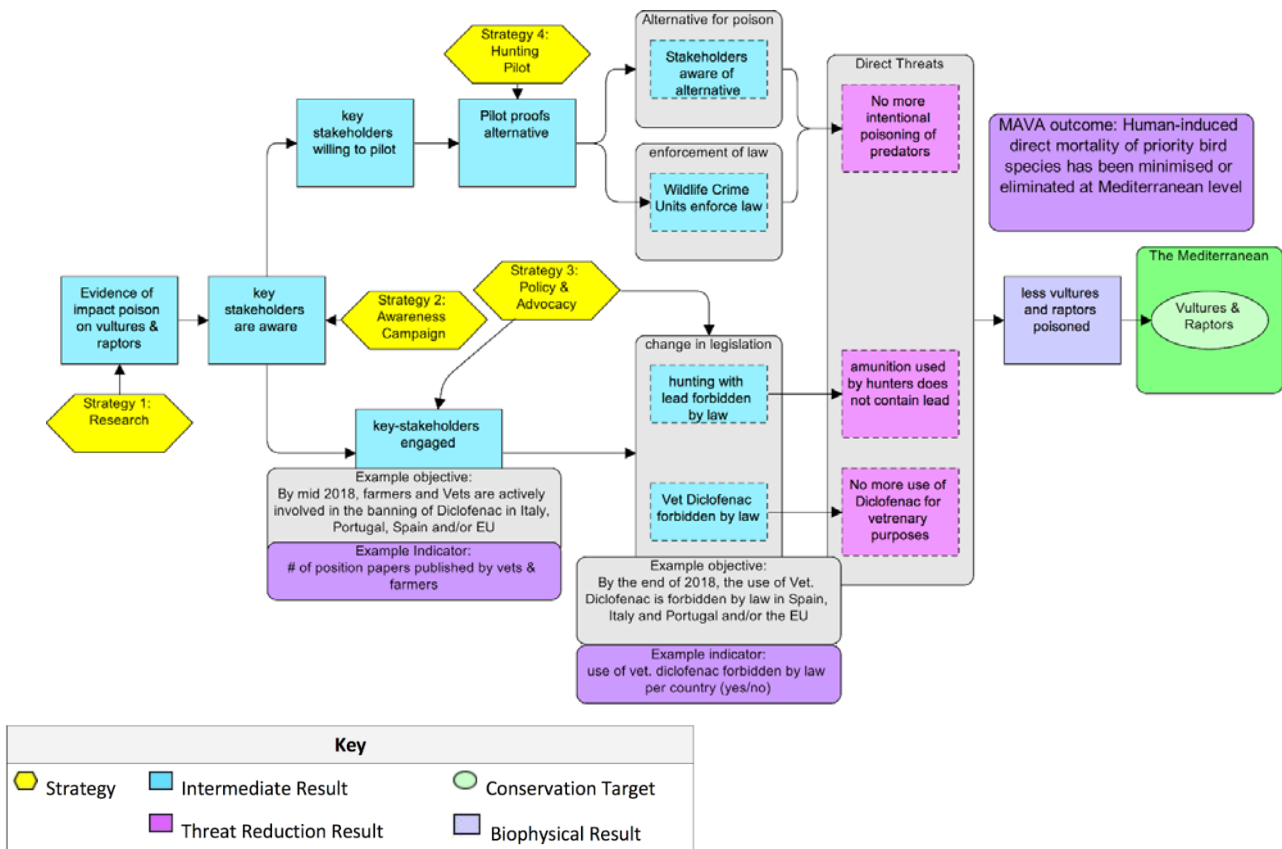 Strategy 4:
Hunting
Pilot
Alternative for poison
Stakeholders
aware of
alternative
Direct Threats
key
stakeholders
willing to pilot
Pilot proofs
alternative
No more
intentional
poisoning of
predators
MAVA outcome: Human-induced
direct mortality of priority bird
species has been minimised or
eliminated at Mediterranean level
enforcement of law
Wildlife Crime
Units enforce law
Evidence of
impact poison
on vultures &
raptors
key
stakeholders
are aware
Strategy 2:
Awareness
Campaign
Strategy 3:
Policy &
Advocacy
less vultures
and raptors
poisoned
The Mediterranean
Vultures &
Raptors
Strategy 1:
Research
change in legislation
hunting with
lead forbidden
by law
amunition used
by hunters does
not contain lead
key-stakeholders
engaged
Example objective:
By mid 2018, farmers and Vets are actively
involved in the banning of Diclofenac in Italy,
Portugal, Spain and/or EU
Example Indicator:
# of position papers published by vets &
farmers
Vet Diclofenac
forbidden by law
No more use of
Diclofenac for
vetrenary
purposes
Example objective:
By the end of 2018, the use of Vet.
Diclofenac is forbidden by law in Spain,
Italy and Portugal and/or the EU
Example indicator:
use of vet. diclofenac forbidden by law
per country (yes/no)
Key
Strategy
Intermediate Result
Conservation Target
Threat Reduction Result
Biophysical Result